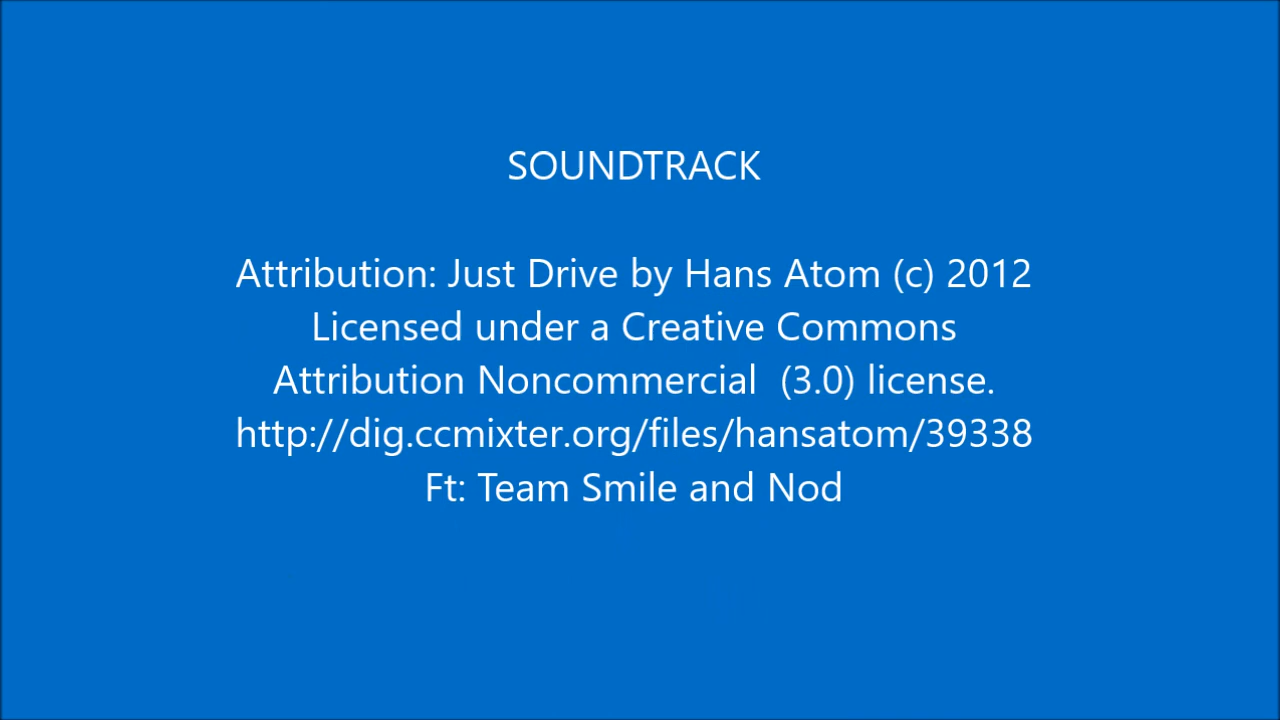 SOUNDTRACK
Attribution: Just Drive by Hans Atom (c) 2012
Licensed under a Creative Commons
Attribution Noncommercial  (3.0) license.
http://dig.ccmixter.org/files/hansatom/39338
Ft: Team Smile and Nod